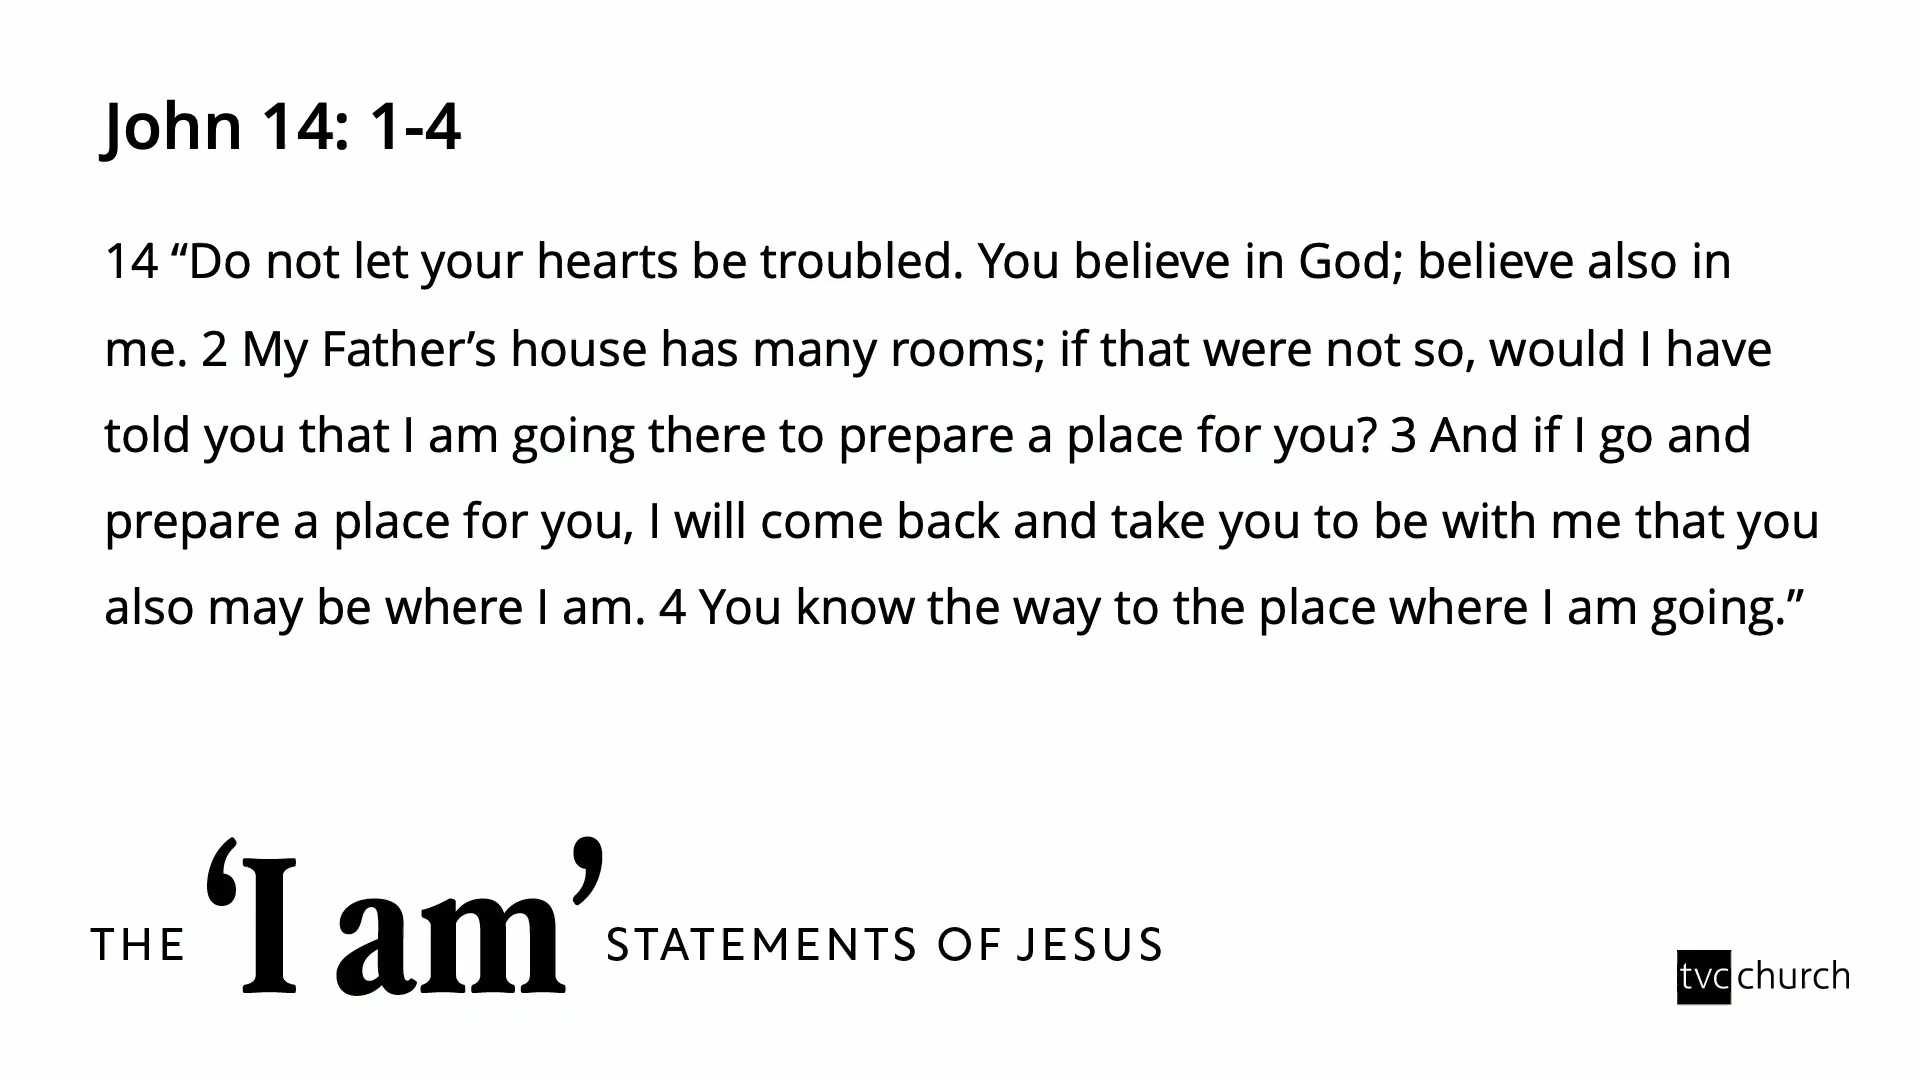 John 14: 1-4
14 “Do not let your hearts be troubled. You believe in God; believe also in
me. 2 My Father’s house has many rooms; if that were not so, would I have
told you that I am going there to prepare a place for you? 3 And if I go and
prepare a place for you, I will come back and take you to be with me that you
also may be where I am. 4 You know the way to the place where I am going.”
THE ‘I am’ STATEMENTS OF JESUS
tvc church